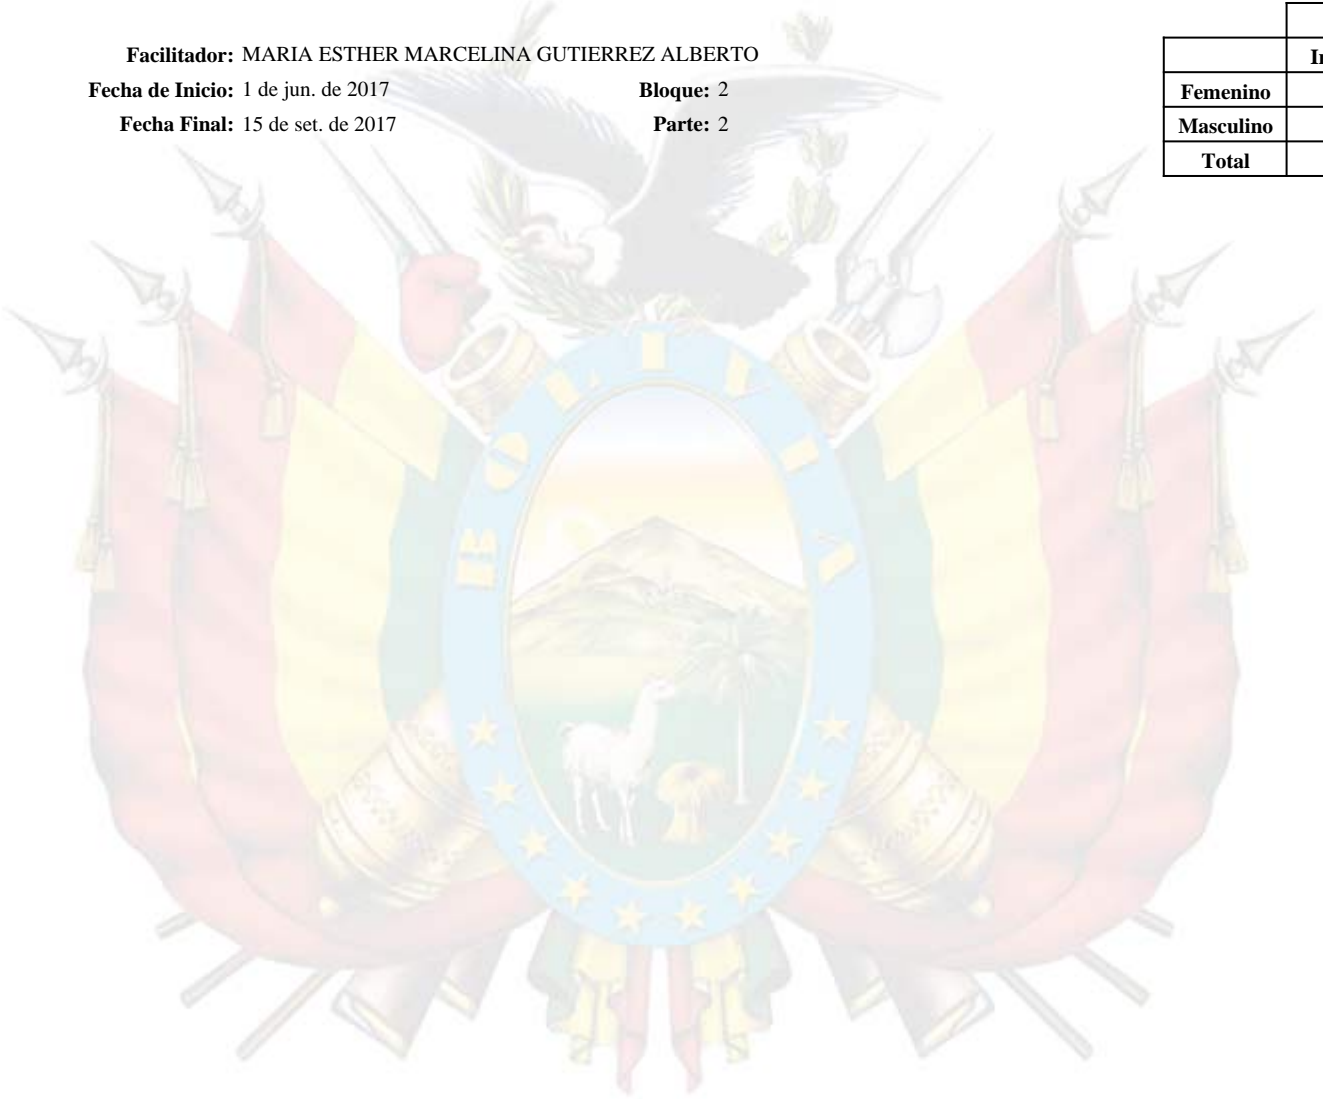 Facilitador: MARIA ESTHER MARCELINA GUTIERREZ ALBERTO
Fecha de Inicio: 1 de jun. de 2017 Bloque: 2
Fecha Final: 15 de set. de 2017 Parte: 2
Femenino
Masculino
Total
BOLIVIA